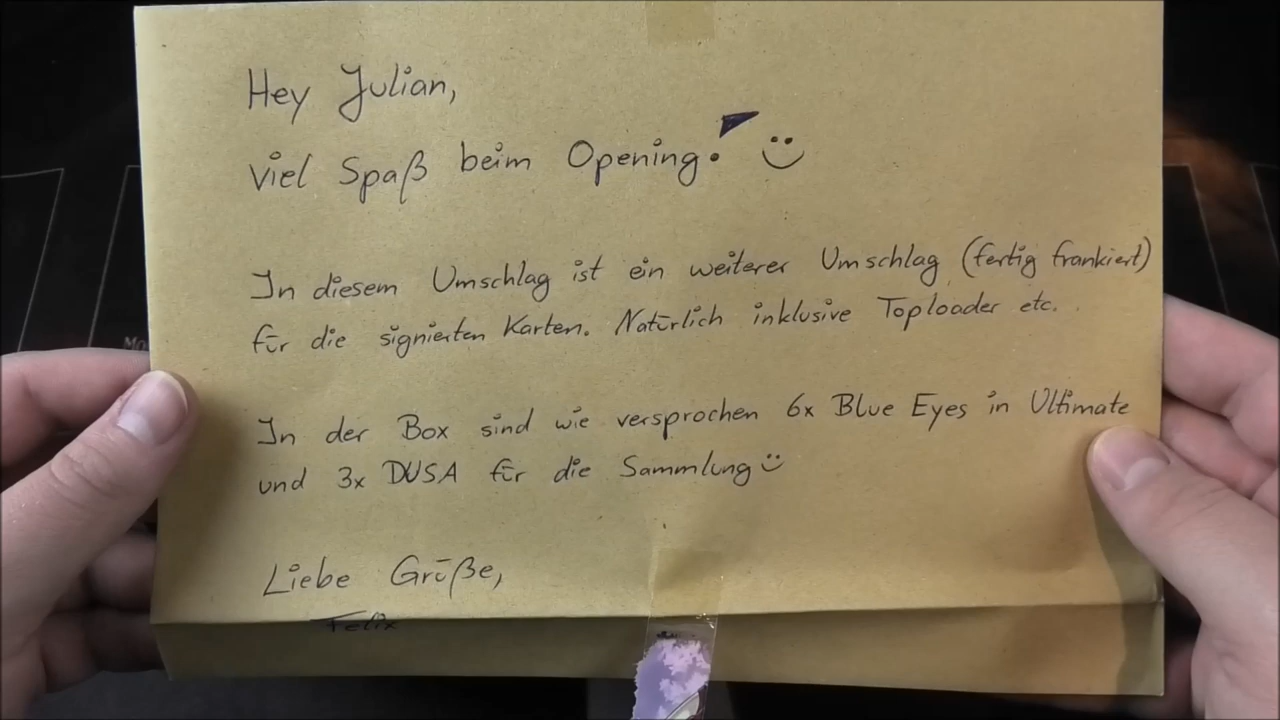 Hey Julian,
viel Spaß beim Opening! :)
In diesem Umschlag ist ein weiterer Umschlag (fertig frankiert)
für die signierten Karten. Natürlich inklusive Toploader etc.
In der Box sind wie versprochen 6x Blue Eyes in Ultimate
und 3x DUSA für die Sammlung :)
Liebe Grüße,
Felix